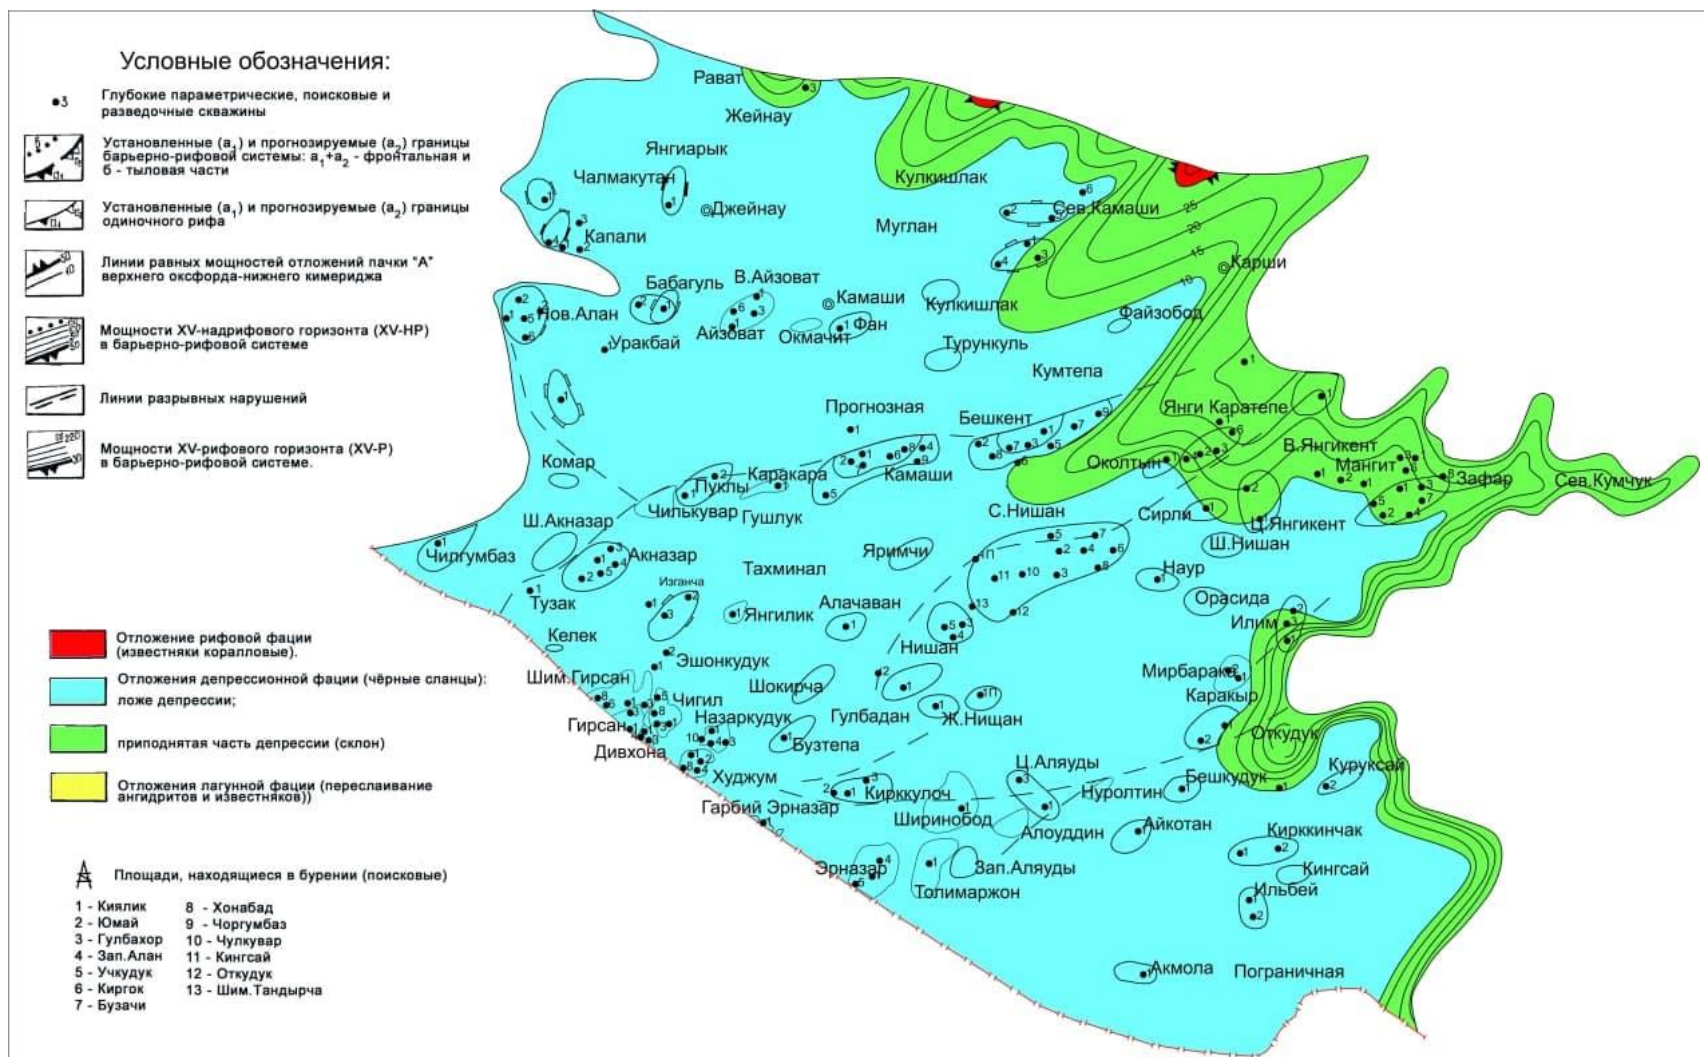 Условные обозначения:
3
Глубокие параметрические, поисковые и
разведочные скважины
Установленные (а1) и прогнозируемые (а2) границы
барьерно-рифовой системы: а1+а2 - фронтальная и
б - тыловая части
Установленные (а1) и прогнозируемые (а2) границы
одиночного рифа
Линии равных мощностей отложений пачки "А"
верхнего оксфорда-нижнего кимериджа
Мощности XV-надрифового горизонта (XV-НР)
в барьерно-рифовой системе
Линии разрывных нарушений
Мощности XV-рифового горизонта (XV-Р)
в барьерно-рифовой системе.
Отложение рифовой фации
(известняки коралловые).
Отложения депрессионной фации (чёрные сланцы):
ложе депрессии;
приподнятая часть депрессии (склон)
Отложения лагунной фации (переслаивание
ангидритов и известняков))
Площади, находящиеся в бурении (поисковые)
1 - Киялик
2 - Юмай
3 - Гулбахор
4 - Зап.Алан
5 - Учкудук
6 - Киргок
7 - Бузачи
8 - Хонабад
9 - Чоргумбаз
10 - Чулкувар
11 - Кингсай
12 - Откудук
13 - Шим.Тандырча
Рават
Жейнау
Янгиарык
Чалмакутан
Джейнау
Кулкишлак
Сев.Камаши
Муглан
Капали
25
20
15
10
Карши
Бабагуль
В.Айзоват
Камаши
Кулкишлак
Файзобод
Нов.Алан
Уракбай
Айзоват
Окмачит
Фан
Турункуль
Кумтепа
Прогнозная
Бешкент
Янги Каратепе
В.Янгикент
Комар
Пуклы
Каракара
Камаши
Околтын
Мангит
Зафар
Сев.Кумчук
Чилькувар
Гушлук
С.Нишан
Сирли
Ц.Янгикент
Ш.Акназар
Чилгумбаз
Акназар
Яримчи
Ш.Нишан
Тахминал
Наур
Изганча
Тузак
Янгилик
Алачаван
Орасида
Илим
Келек
Нишан
Эшонкудук
Мирбарака
Шим.Гирсан
Шокирча
Каракыр
Чигил
Гирсан
Назаркудук
Гулбадан
Ж.Нищан
Откудук
Дивхона
Бузтепа
Худжум
Ц.Аляуды
Бешкудук
Куруксай
Кирккулоч
Нуролтин
Гарбий Эрназар
Ширинобод
Алоуддин
Айкотан
Кирккинчак
Эрназар
Толимаржон
Зап.Аляуды
Кингсай
Ильбей
Акмола
Пограничная